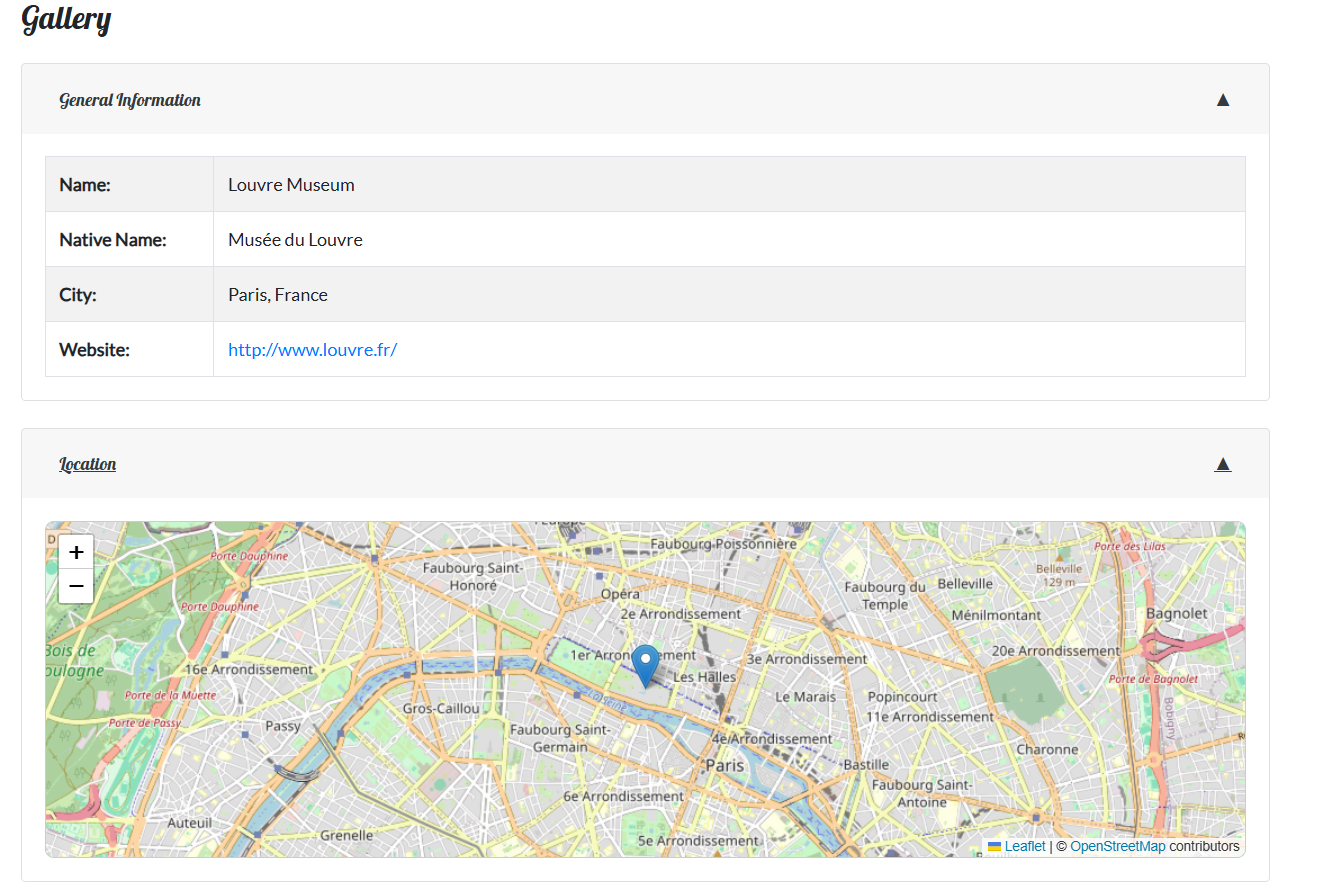 Gallery
General Information ▲
Name: Louvre Museum
Native Name: Musée du Louvre
City: Paris, France
Website: http://www.louvre.fr/
Location ▲
+
−
Porte Dauphine
Faubourg Saint-
Honoré
Faubourg Poissonnière
Porte des Lilas
Belleville
129 m
Opéra
Faubourg du
Temple
Belleville
Porte Dauphine
2e Arrondissement
Ménilmontant
Bagnolet
Bois de
16e Arrondissement
1er
Les Halles
3e Arrondissement
20e Arrondissement
Porte de la Muette
Porte de Bagnolet
Gros-Caillou
La Seine
Le Marais
Popincourt
11e Arrondissement
Porte de Passy
Passy
Faubourg Saint-
Germain
4e Arrondissement
Bobigny
Charonne
Paris
Bastille
6e Arrondissement
Faubourg Saint-
Antoine
Auteuil
Grenelle
5e Arrondissement
Leaflet | © OpenStreetMap contributors